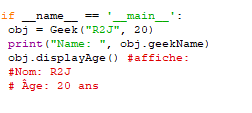 if __name__ == '__main__':
 obj = Geek("R2J", 20)
 print("Name: ", obj.geekName)
 obj.displayAge() #affiche:
 #Nom: R2J
 # Âge: 20 ans